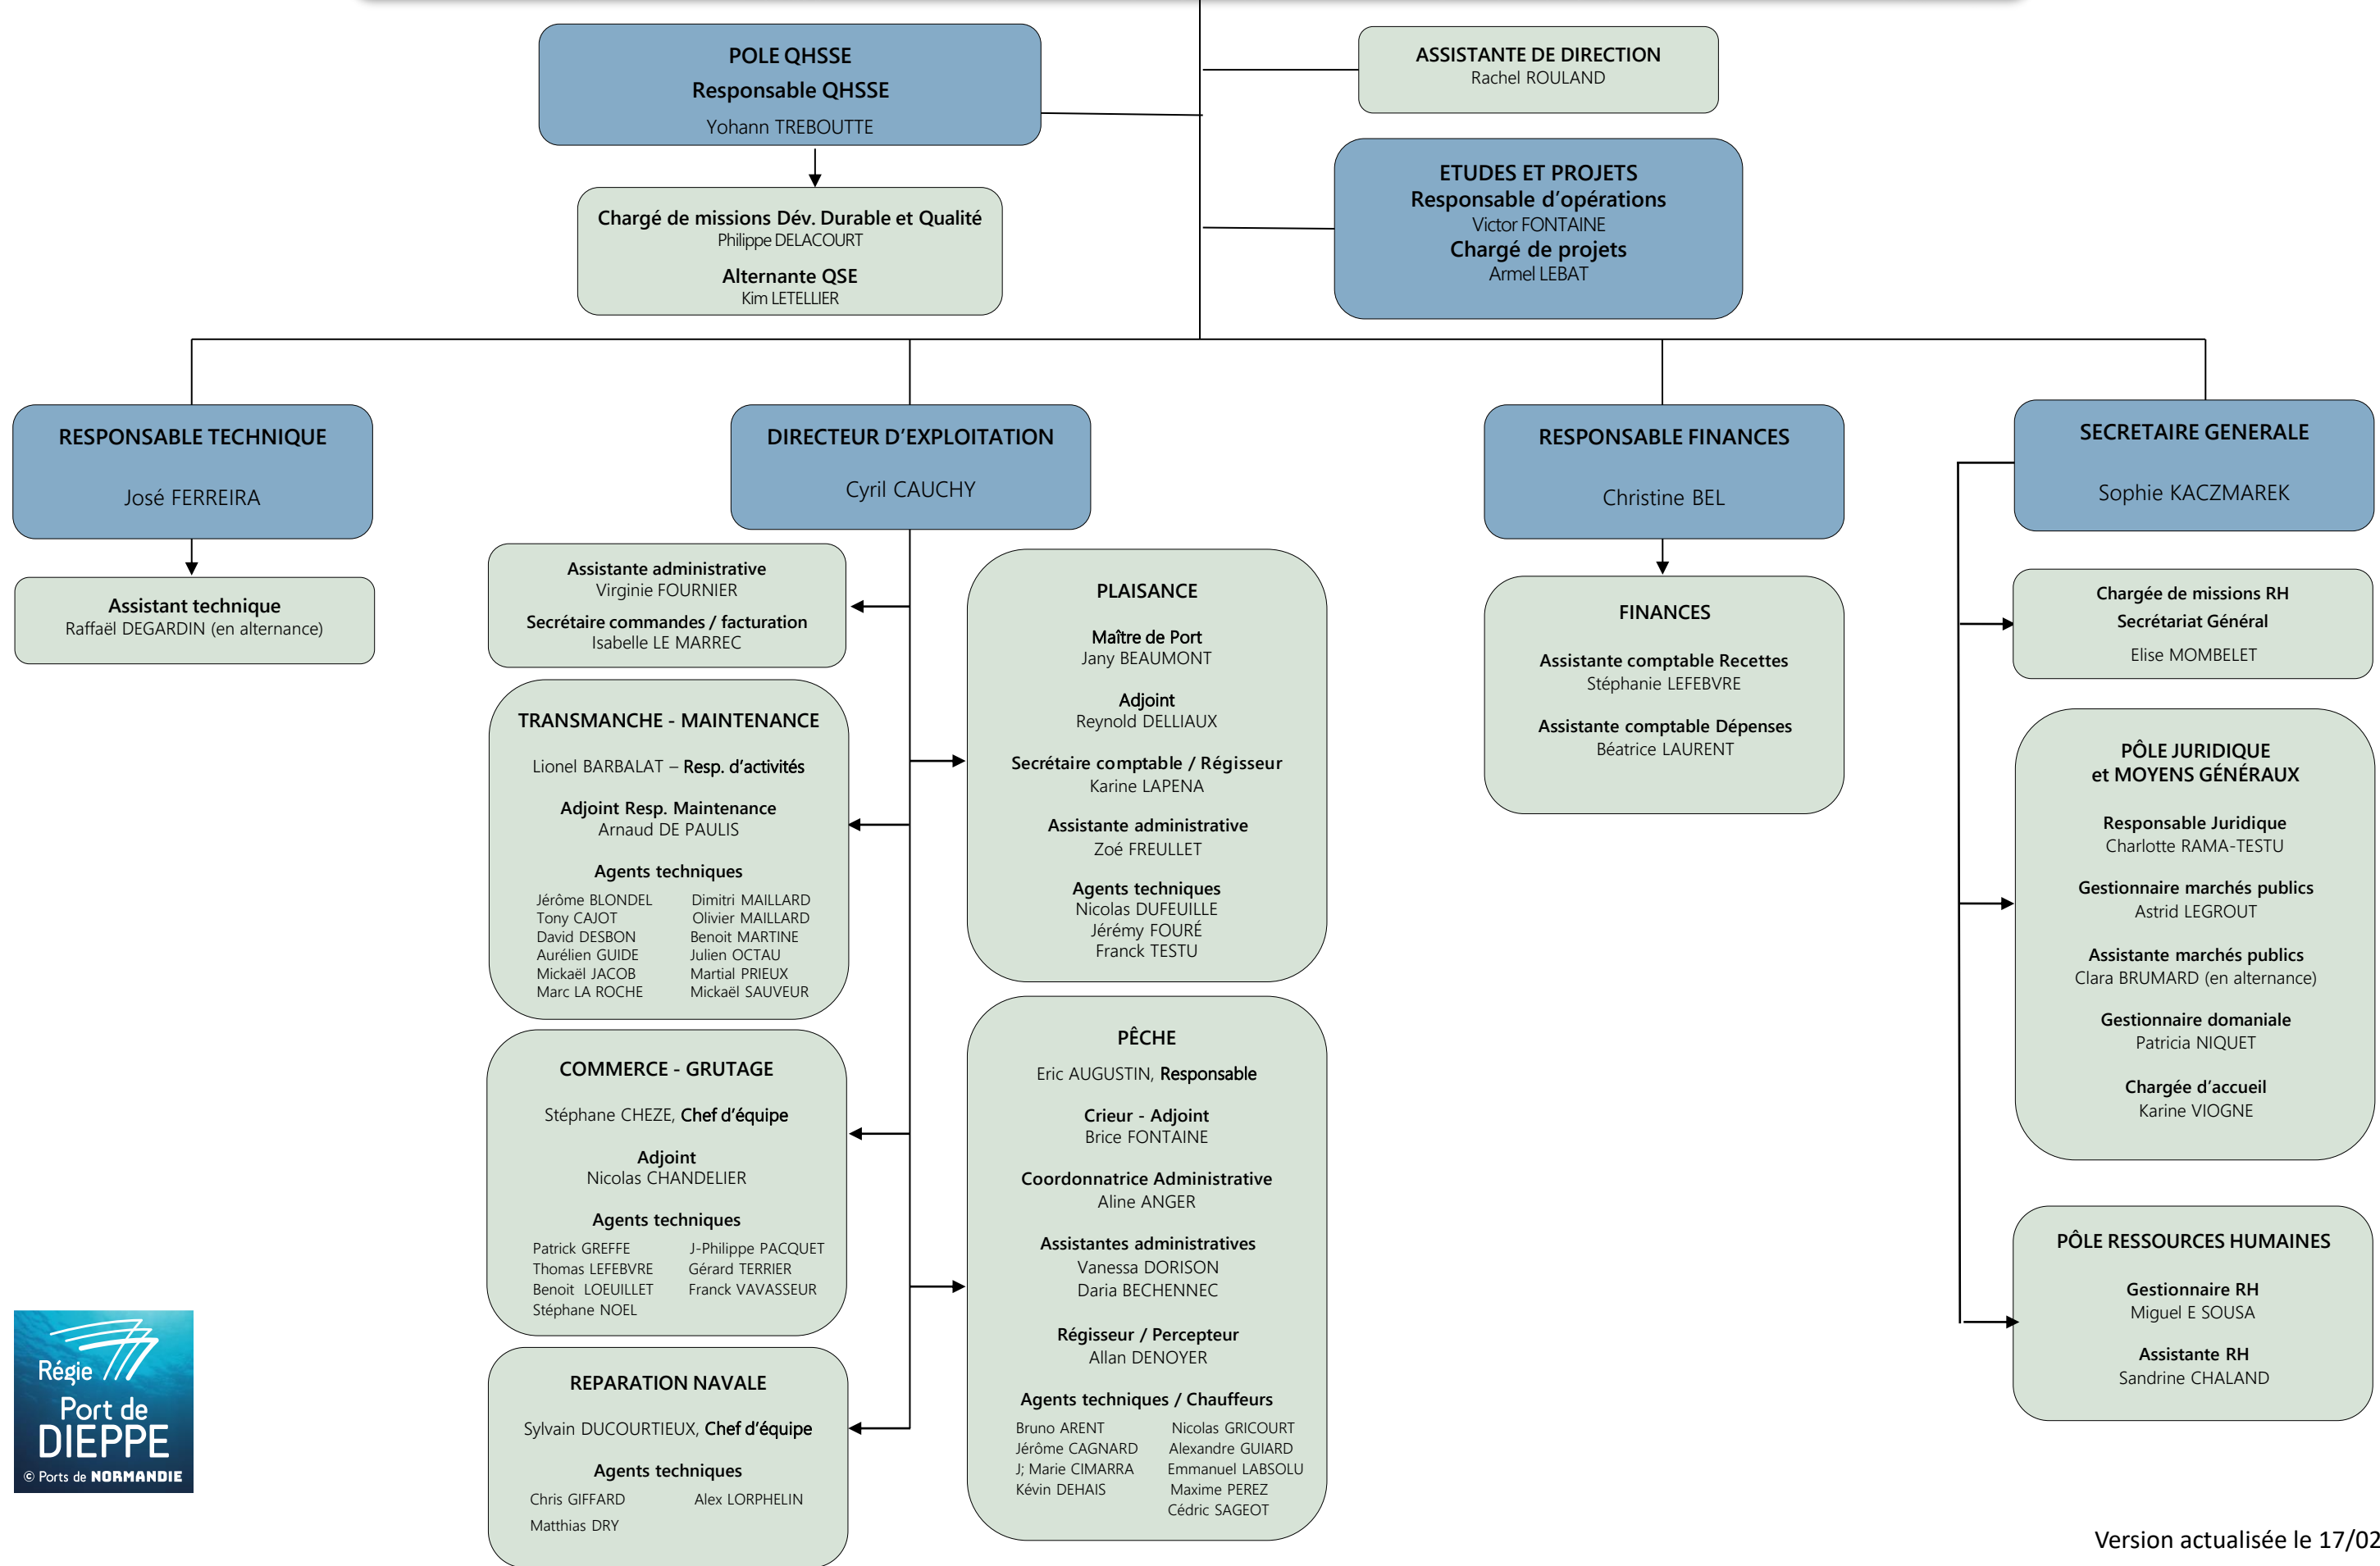 POLE QHSSE
Responsable QHSSE
Yohann TREBOUTTE
ASSISTANTE DE DIRECTION
Rachel ROULAND
ETUDES ET PROJETS
Responsable d’opérations
Victor FONTAINE
Chargé de projets
Armel LEBAT
Chargé de missions Dév. Durable et Qualité
Philippe DELACOURT
Alternante QSE
Kim LETELLIER
RESPONSABLE TECHNIQUE
José FERREIRA
Assistant technique
Raffaël DEGARDIN (en alternance)
DIRECTEUR D’EXPLOITATION
Cyril CAUCHY
Assistante administrative
Virginie FOURNIER
Secrétaire commandes / facturation
Isabelle LE MARREC
TRANSMANCHE - MAINTENANCE
Lionel BARBALAT – Resp. d’activités
Adjoint Resp. Maintenance
Arnaud DE PAULIS
Agents techniques
Jérôme BLONDEL Dimitri MAILLARD
Tony CAJOT Olivier MAILLARD
David DESBON Benoit MARTINE
Aurélien GUIDE Julien OCTAU
Mickaël JACOB Martial PRIEUX
Marc LA ROCHE Mickaël SAUVEUR
COMMERCE - GRUTAGE
Stéphane CHEZE, Chef d’équipe
Adjoint
Nicolas CHANDELIER
Agents techniques
Patrick GREFFE J-Philippe PACQUET
Thomas LEFEBVRE Gérard TERRIER
Benoit LOEUILLET Franck VAVASSEUR
Stéphane NOEL
REPARATION NAVALE
Sylvain DUCOURTIEUX, Chef d’équipe
Agents techniques
Chris GIFFARD Alex LORPHELIN
Matthias DRY
PLAISANCE
Maître de Port
Jany BEAUMONT
Adjoint
Reynold DELLIAUX
Secrétaire comptable / Régisseur
Karine LAPENA
Assistante administrative
Zoé FREULLET
Agents techniques
Nicolas DUFEUILLE
Jérémy FOURÉ
Franck TESTU
PÊCHE
Eric AUGUSTIN, Responsable
Crieur - Adjoint
Brice FONTAINE
Coordonnatrice Administrative
Aline ANGER
Assistantes administratives
Vanessa DORISON
Daria BECHENNEC
Régisseur / Percepteur
Allan DENOYER
Agents techniques / Chauffeurs
Bruno ARENT Nicolas GRICOURT
Jérôme CAGNARD Alexandre GUIARD
J; Marie CIMARRA Emmanuel LABSOLU
Kévin DEHAIS Maxime PEREZ
Cédric SAGEOT
RESPONSABLE FINANCES
Christine BEL
FINANCES
Assistante comptable Recettes
Stéphanie LEFEBVRE
Assistante comptable Dépenses
Béatrice LAURENT
SECRETAIRE GENERALE
Sophie KACZMAREK
Chargée de missions RH
Secrétariat Général
Elise MOMBELET
PÔLE JURIDIQUE
et MOYENS GÉNÉRAUX
Responsable Juridique
Charlotte RAMA-TESTU
Gestionnaire marchés publics
Astrid LEGROUT
Assistante marchés publics
Clara BRUMARD (en alternance)
Gestionnaire domaniale
Patricia NIQUET
Chargée d’accueil
Karine VIOGNE
PÔLE RESSOURCES HUMAINES
Gestionnaire RH
Miguel E SOUSA
Assistante RH
Sandrine CHALAND
Régie
Port de
DIEPPE
© Ports de NORMANDIE
Version actualisée le 17/02